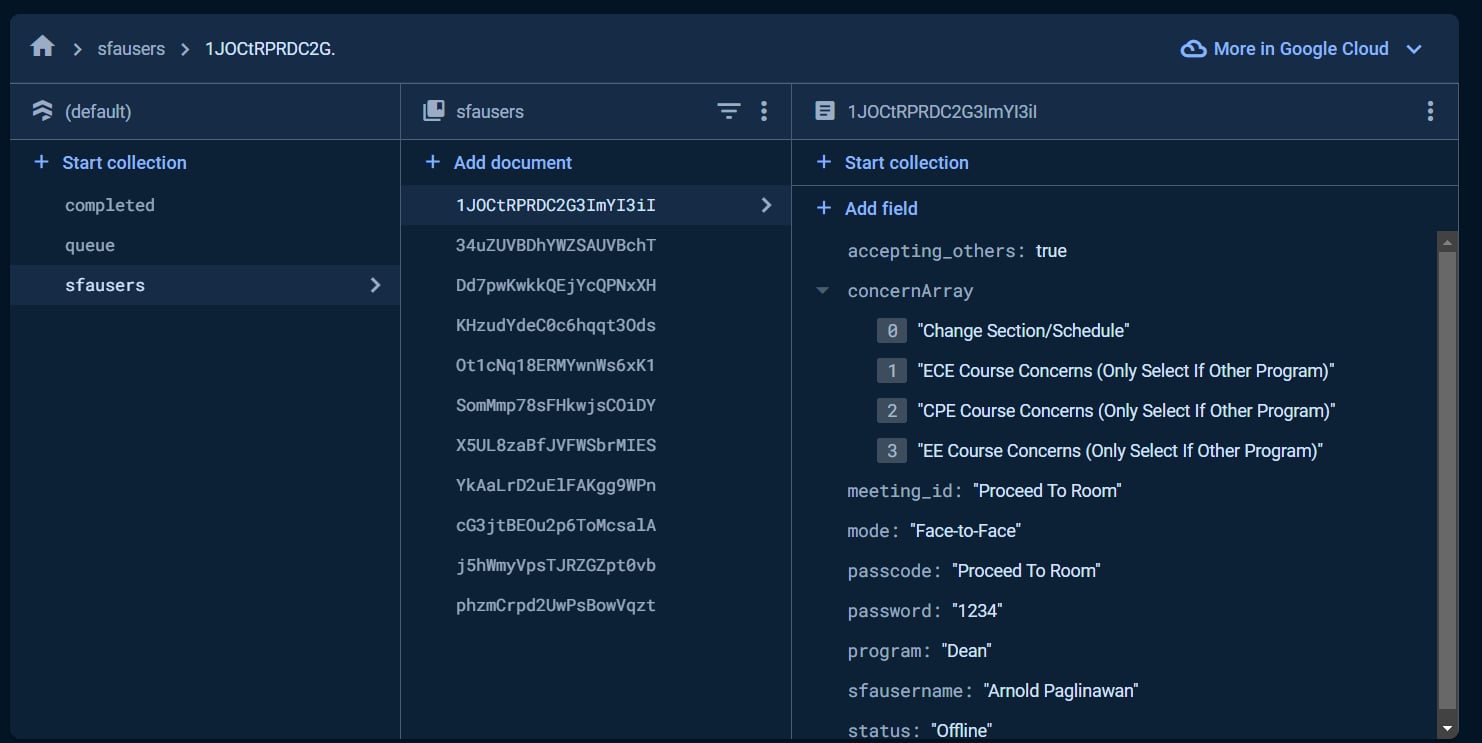 sfausers
1JOCtRPRDC2G.
More in Google Cloud
(default)
Start collection
completed
queue
sfausers
sfausers
Add document
1JOCtRPRDC2G3ImYI3iI
34uZUVBDhYWZSAUVBchT
Dd7pwKwkkQEjYcQPNxXH
KHzudYdeC0c6hqqt3Ods
Ot1cNq18ERMYwnWs6xK1
SomMmp78sFHkwjsCOiDY
X5UL8zaBfJVFWSbrMIES
YkAaLrD2uElFAKgg9WPn
cG3jtBEOu2p6ToMcsalA
j5hWmyVpsTJRZGZpt0vb
phzmCrpd2UwPsBowVqzt
1JOCtRPRDC2G3ImYI3iI
Start collection
Add field
accepting_others: true
concernArray
0 "Change Section/Schedule"
1 "ECE Course Concerns (Only Select If Other Program)"
2 "CPE Course Concerns (Only Select If Other Program)"
3 "EE Course Concerns (Only Select If Other Program)"
meeting_id: "Proceed To Room"
mode: "Face-to-Face"
passcode: "Proceed To Room"
password: "1234"
program: "Dean"
sfausername: "Arnold Paglinawan"
status: "Offline"